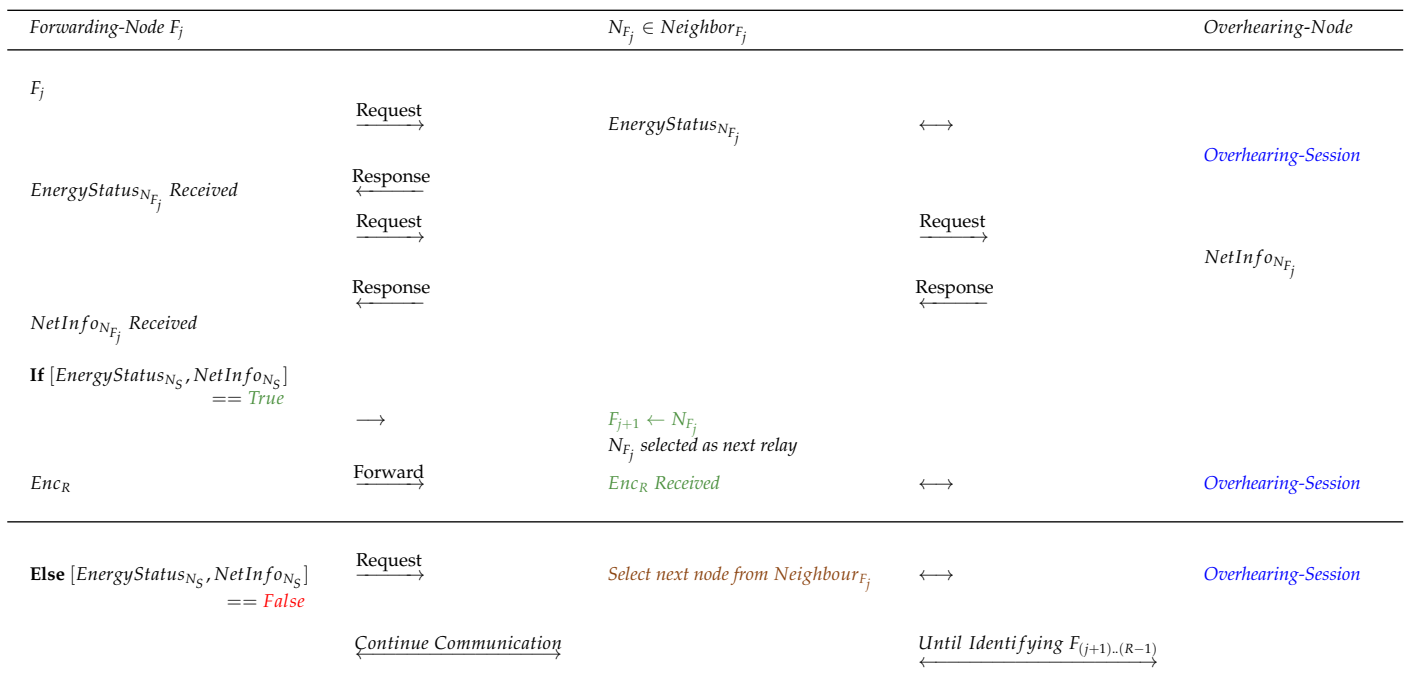 Forwarding-Node F_j N_{F_j} ∈ Neighbor_{F_j} Overhearing-Node
F_j
Request
⟶ EnergyStatus_{N_{F_j}} ⟷
Overhearing-Session
Response
EnergyStatus_{N_{F_j}} Received ⟵
Request Request
⟶ ⟶
NetInfo_{N_{F_j}}
Response Response
⟵ ⟵
NetInfo_{N_{F_j}} Received
If [EnergyStatus_{N_S}, NetInfo_{N_S}]
== True
⟶ F_{j+1} ← N_{F_j}
N_{F_j} selected as next relay
Forward
Enc_R ⟶ Enc_R Received ⟷ Overhearing-Session
Request
Else [EnergyStatus_{N_S}, NetInfo_{N_S}] ⟶ Select next node from Neighbour_{F_j} ⟷ Overhearing-Session
== False
Continue Communication Until Identifying F_{(j+1)..(R−1)}
⟷ ⟷